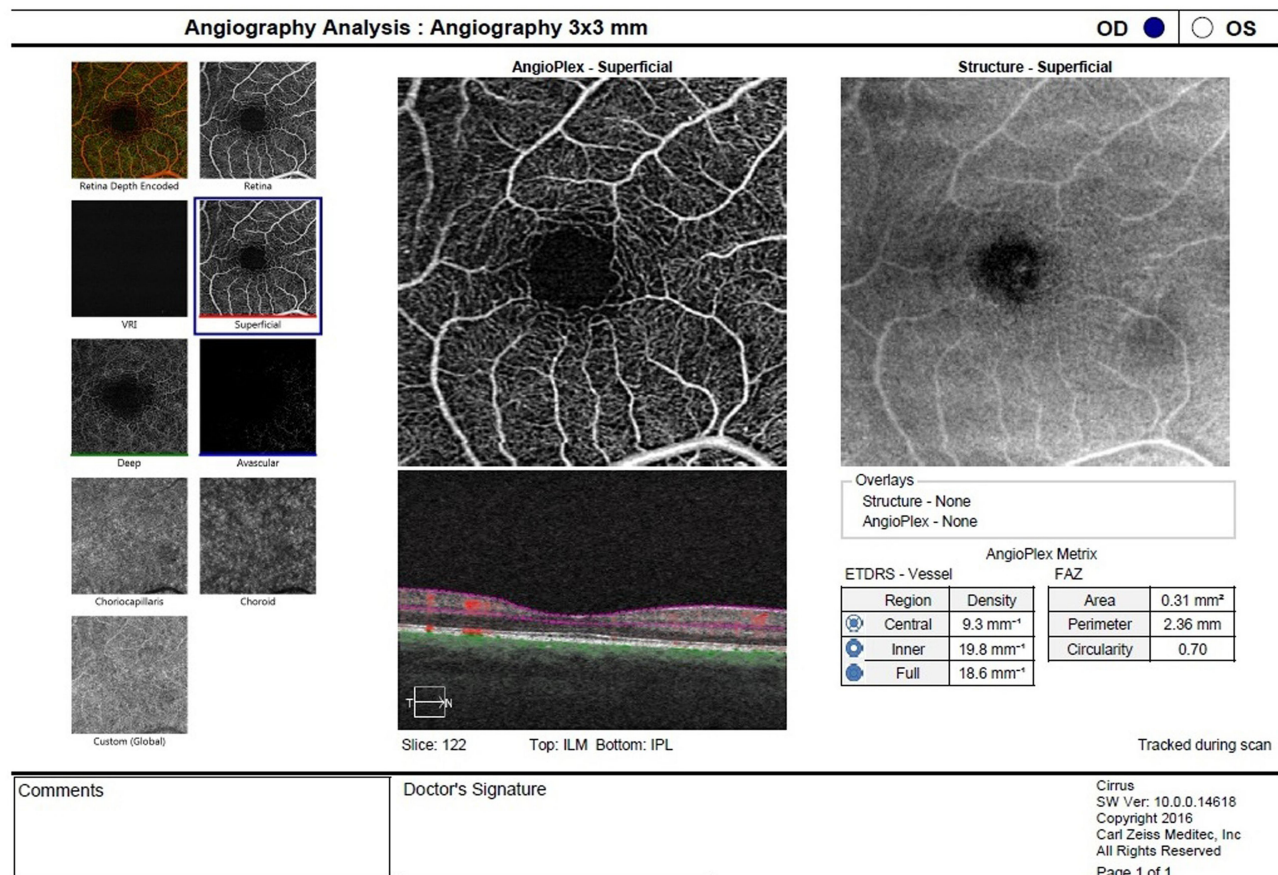 Angiography Analysis : Angiography 3x3 mm
OD OS
Retina Depth Encoded
Retina
VRI
Superficial
Deep
Avascular
Choriocapillaris
Choroid
Custom (Global)
AngioPlex - Superficial
T N
Slice: 122 Top: ILM Bottom: IPL
Structure - Superficial
Overlays
Structure - None
AngioPlex - None
AngioPlex Metrix
ETDRS - Vessel
Region Density
Central 9.3 mm⁻¹
Inner 19.8 mm⁻¹
Full 18.6 mm⁻¹
FAZ
Area 0.31 mm²
Perimeter 2.36 mm
Circularity 0.70
Tracked during scan
Comments
Doctor's Signature
Cirrus
SW Ver: 10.0.0.14618
Copyright 2016
Carl Zeiss Meditec, Inc
All Rights Reserved
Page 1 of 1